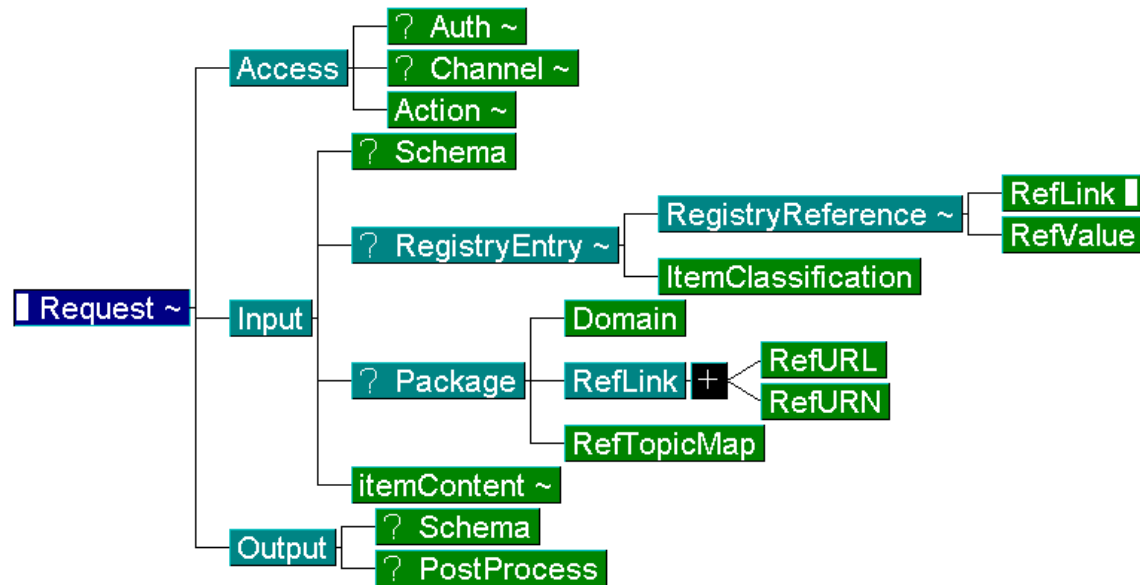 ? Auth ~
Access
? Channel ~
Action ~
? Schema
RefLink
RegistryReference ~
RefValue
? RegistryEntry ~
ItemClassification
Request ~
Input
Domain
RefURL
? Package
RefLink +
RefURN
RefTopicMap
itemContent ~
? Schema
Output
? PostProcess